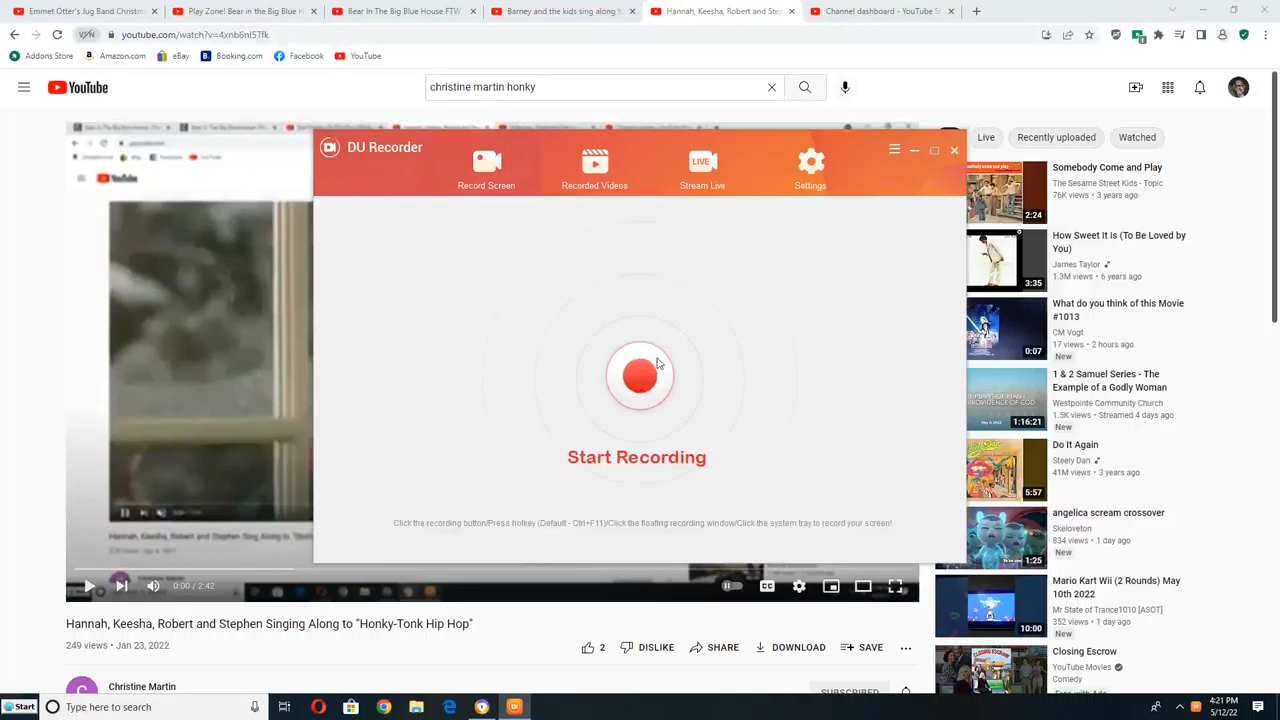 Emmet Otter's Jug Band Christma
Play Zone! Bear in the Big Blue H
Bear In The Big Blue House FTW
Barney and the kids sing along t
Hannah, Keesha, Robert and Step
Channel dashboard - YouTube S
VPN
youtube.com/watch?v=4xnb6nI5Tfk
Addons Store
Amazon.com
eBay
Booking.com
Facebook
YouTube
YouTube
christine martin honky
DU Recorder
LIVE
Record Screen
Recorded Videos
Stream Live
Settings
Start Recording
Click the recording button/Press hotkey (Default - Ctrl+F11)/Click the floating recording window/Click the system tray to record your screen!
0:00 / 2:42
CC
Hannah, Keesha, Robert and Stephen Singing Along to "Honky-Tonk Hip Hop"
249 views • Jan 23, 2022
2
DISLIKE
SHARE
DOWNLOAD
SAVE
Christine Martin
SUBSCRIBED
Live
Recently uploaded
Watched
Somebody Come and Play
The Sesame Street Kids - Topic
76K views • 3 years ago
2:24
How Sweet It Is (To Be Loved by
You)
James Taylor
1.3M views • 6 years ago
3:35
What do you think of this Movie
#1013
CM Vogt
17 views • 2 hours ago
New
0:07
1 & 2 Samuel Series - The
Example of a Godly Woman
Westpointe Community Church
1.5K views • Streamed 4 days ago
New
1:16:21
Do It Again
Steely Dan
41M views • 3 years ago
5:57
angelica scream crossover
Skeloveton
834 views • 1 day ago
New
1:25
Mario Kart Wii (2 Rounds) May
10th 2022
Mr State of Trance1010 [ASOT]
352 views • 1 day ago
New
10:00
Closing Escrow
YouTube Movies
Comedy
Free with Ads
Start
Type here to search
4:21 PM
5/12/22